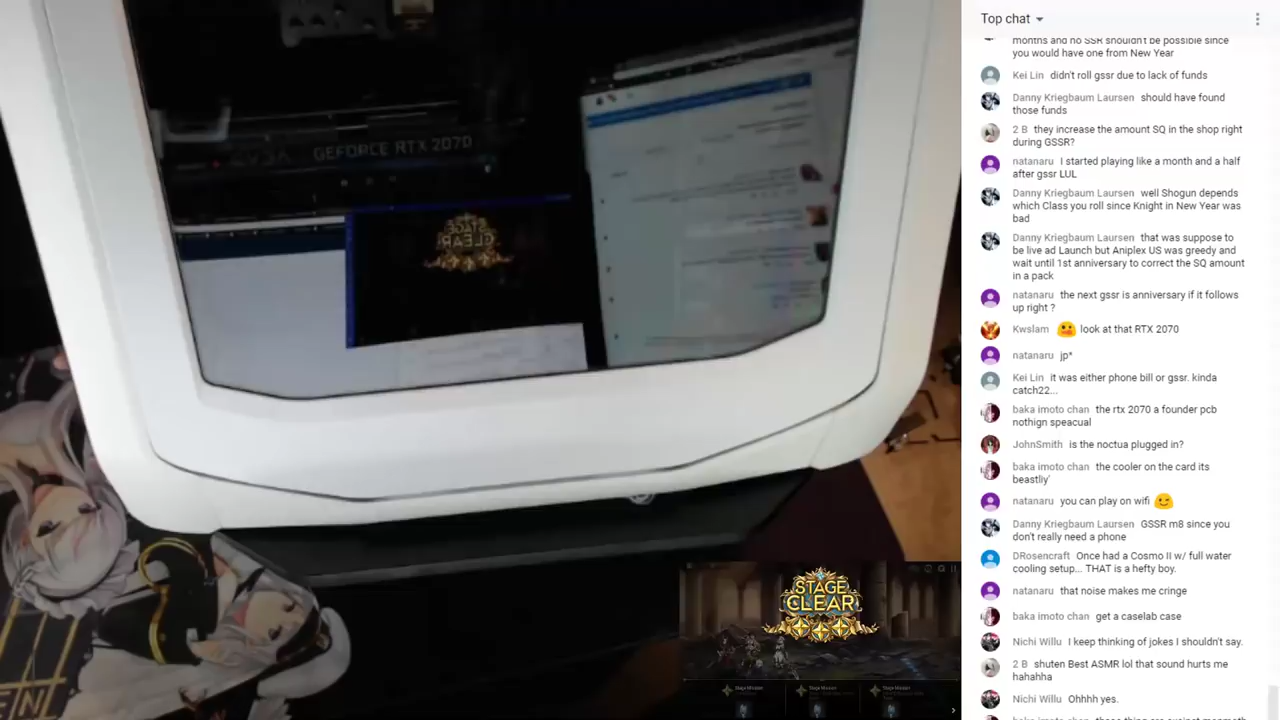 GEFORCE RTX 2070
STAGE
CLEAR
STAGE
CLEAR
Stage Mission
Stage Mission
Stage Mission
Top chat
months and no SSR shouldn't be possible since
you would have one from New Year
Kei Lin didn't roll gssr due to lack of funds
Danny Kriegbaum Laursen should have found
those funds
2 B they increase the amount SQ in the shop right
during GSSR?
natanaru I started playing like a month and a half
after gssr LUL
Danny Kriegbaum Laursen well Shogun depends
which Class you roll since Knight in New Year was
bad
Danny Kriegbaum Laursen that was suppose to
be live ad Launch but Aniplex US was greedy and
wait until 1st anniversary to correct the SQ amount
in a pack
natanaru the next gssr is anniversary if it follows
up right ?
Kwslam look at that RTX 2070
natanaru jp*
Kei Lin it was either phone bill or gssr. kinda
catch22...
baka imoto chan the rtx 2070 a founder pcb
nothign speacual
JohnSmith is the noctua plugged in?
baka imoto chan the cooler on the card its
beastliy'
natanaru you can play on wifi
Danny Kriegbaum Laursen GSSR m8 since you
don't really need a phone
DRosencraft Once had a Cosmo II w/ full water
cooling setup... THAT is a hefty boy.
natanaru that noise makes me cringe
baka imoto chan get a caselab case
Nichi Willu I keep thinking of jokes I shouldn't say.
2 B shuten Best ASMR lol that sound hurts me
hahahha
Nichi Willu Ohhhh yes.